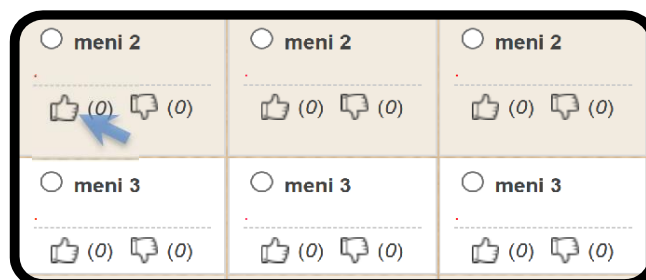 meni 2 meni 2 meni 2
. . .
(0) (0) (0) (0) (0) (0)
meni 3 meni 3 meni 3
. . .
(0) (0) (0) (0) (0) (0)